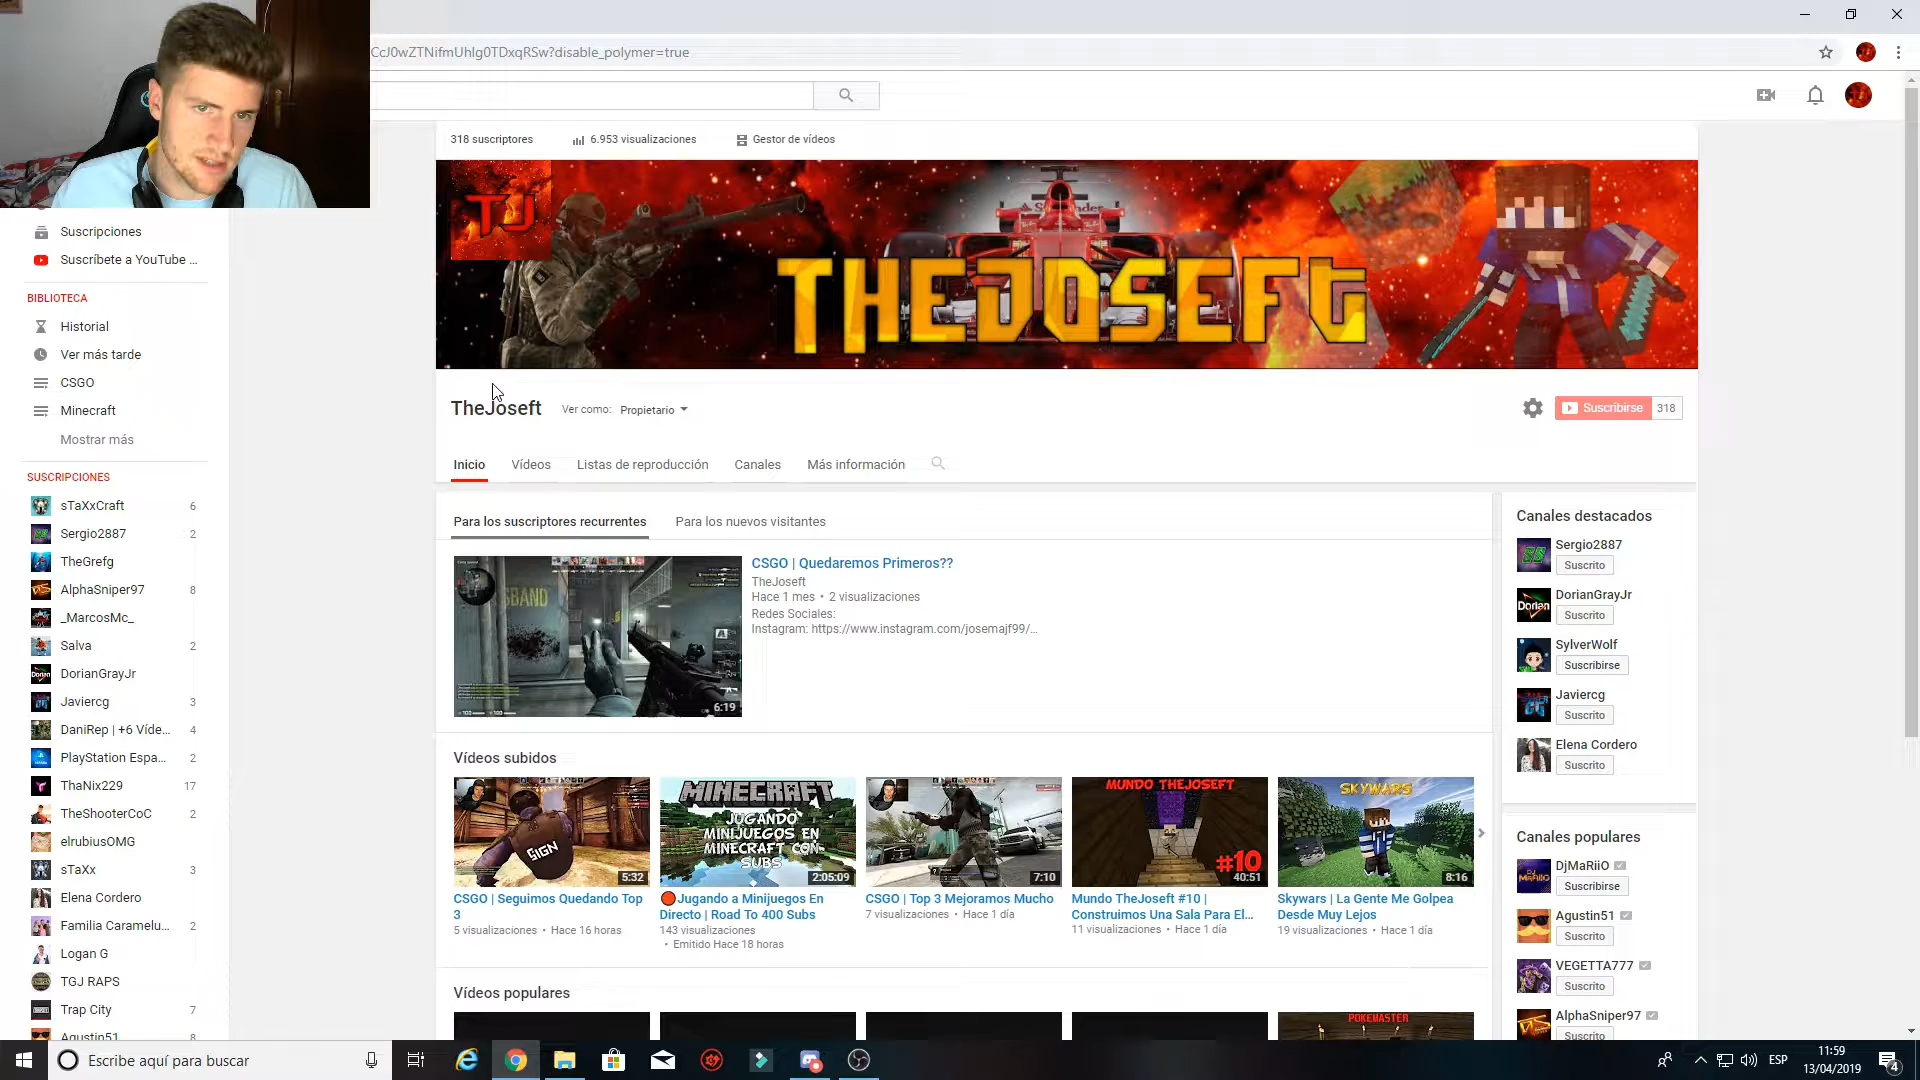 CcJ0wZTNifmUhlg0TDxqRSw?disable_polymer=true
318 suscriptores
6.953 visualizaciones
Gestor de vídeos
TJ
Santander
THEJOSEFT
Suscripciones
Suscríbete a YouTube ...
BIBLIOTECA
Historial
Ver más tarde
CSGO
Minecraft
Mostrar más
SUSCRIPCIONES
sTaXxCraft 6
Sergio2887 2
TheGrefg
AlphaSniper97 8
_MarcosMc_
Salva 2
DorianGrayJr
Javiercg 3
DaniRep | +6 Víde... 4
PlayStation Espa... 2
ThaNix229 17
TheShooterCoC 2
elrubiusOMG
sTaXx 3
Elena Cordero
Familia Caramelu... 2
Logan G
TGJ RAPS
Trap City 7
Agustin51 8
TheJoseft
Ver como: Propietario
Suscribirse 318
Inicio
Vídeos
Listas de reproducción
Canales
Más información
Para los suscriptores recurrentes
Para los nuevos visitantes
6:19
CSGO | Quedaremos Primeros??
TheJoseft
Hace 1 mes • 2 visualizaciones
Redes Sociales:
Instagram: https://www.instagram.com/josemajf99/...
Vídeos subidos
SIGN
5:32
CSGO | Seguimos Quedando Top
3
5 visualizaciones • Hace 16 horas
MINECRAFT
JUGANDO
MINIJUEGOS EN
MINECRAFT CON
SUBS
2:05:09
Jugando a Minijuegos En
Directo | Road To 400 Subs
143 visualizaciones
• Emitido Hace 18 horas
7:10
CSGO | Top 3 Mejoramos Mucho
7 visualizaciones • Hace 1 día
MUNDO THEJOSEFT
#10
40:51
Mundo TheJoseft #10 |
Construimos Una Sala Para El...
11 visualizaciones • Hace 1 día
SKYWARS
8:16
Skywars | La Gente Me Golpea
Desde Muy Lejos
19 visualizaciones • Hace 1 día
Vídeos populares
POKEMASTER
Canales destacados
Sergio2887
Suscrito
Dorian
DorianGrayJr
Suscrito
SylverWolf
Suscribirse
Javiercg
Suscrito
Elena Cordero
Suscrito
Canales populares
DjMaRiiO
Suscribirse
Agustin51
Suscrito
VEGETTA777
Suscrito
AlphaSniper97
Suscrito
Escribe aquí para buscar
ESP
11:59
13/04/2019
4